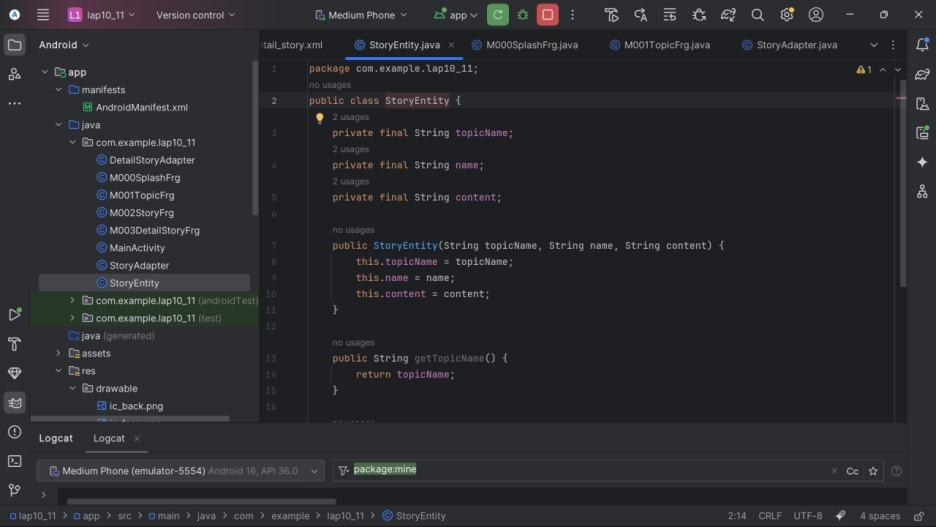 L1 lap10_11
Version control
Medium Phone
app
Android
tail_story.xml
StoryEntity.java
M000SplashFrg.java
M001TopicFrg.java
StoryAdapter.java
app
manifests
AndroidManifest.xml
java
com.example.lap10_11
DetailStoryAdapter
M000SplashFrg
M001TopicFrg
M002StoryFrg
M003DetailStoryFrg
MainActivity
StoryAdapter
StoryEntity
com.example.lap10_11 (androidTest)
com.example.lap10_11 (test)
java (generated)
assets
res
drawable
ic_back.png
1 package com.example.lap10_11;
1
no usages
2 public class StoryEntity {
2 usages
3 private final String topicName;
2 usages
4 private final String name;
2 usages
5 private final String content;
6
no usages
7 public StoryEntity(String topicName, String name, String content) {
8 this.topicName = topicName;
9 this.name = name;
10 this.content = content;
11 }
12
no usages
13 public String getTopicName() {
14 return topicName;
15 }
16
Logcat
Logcat
Medium Phone (emulator-5554) Android 16, API 36.0
package:mine
Cc
lap10_11 > app > src > main > java > com > example > lap10_11 > StoryEntity
2:14 CRLF UTF-8 4 spaces